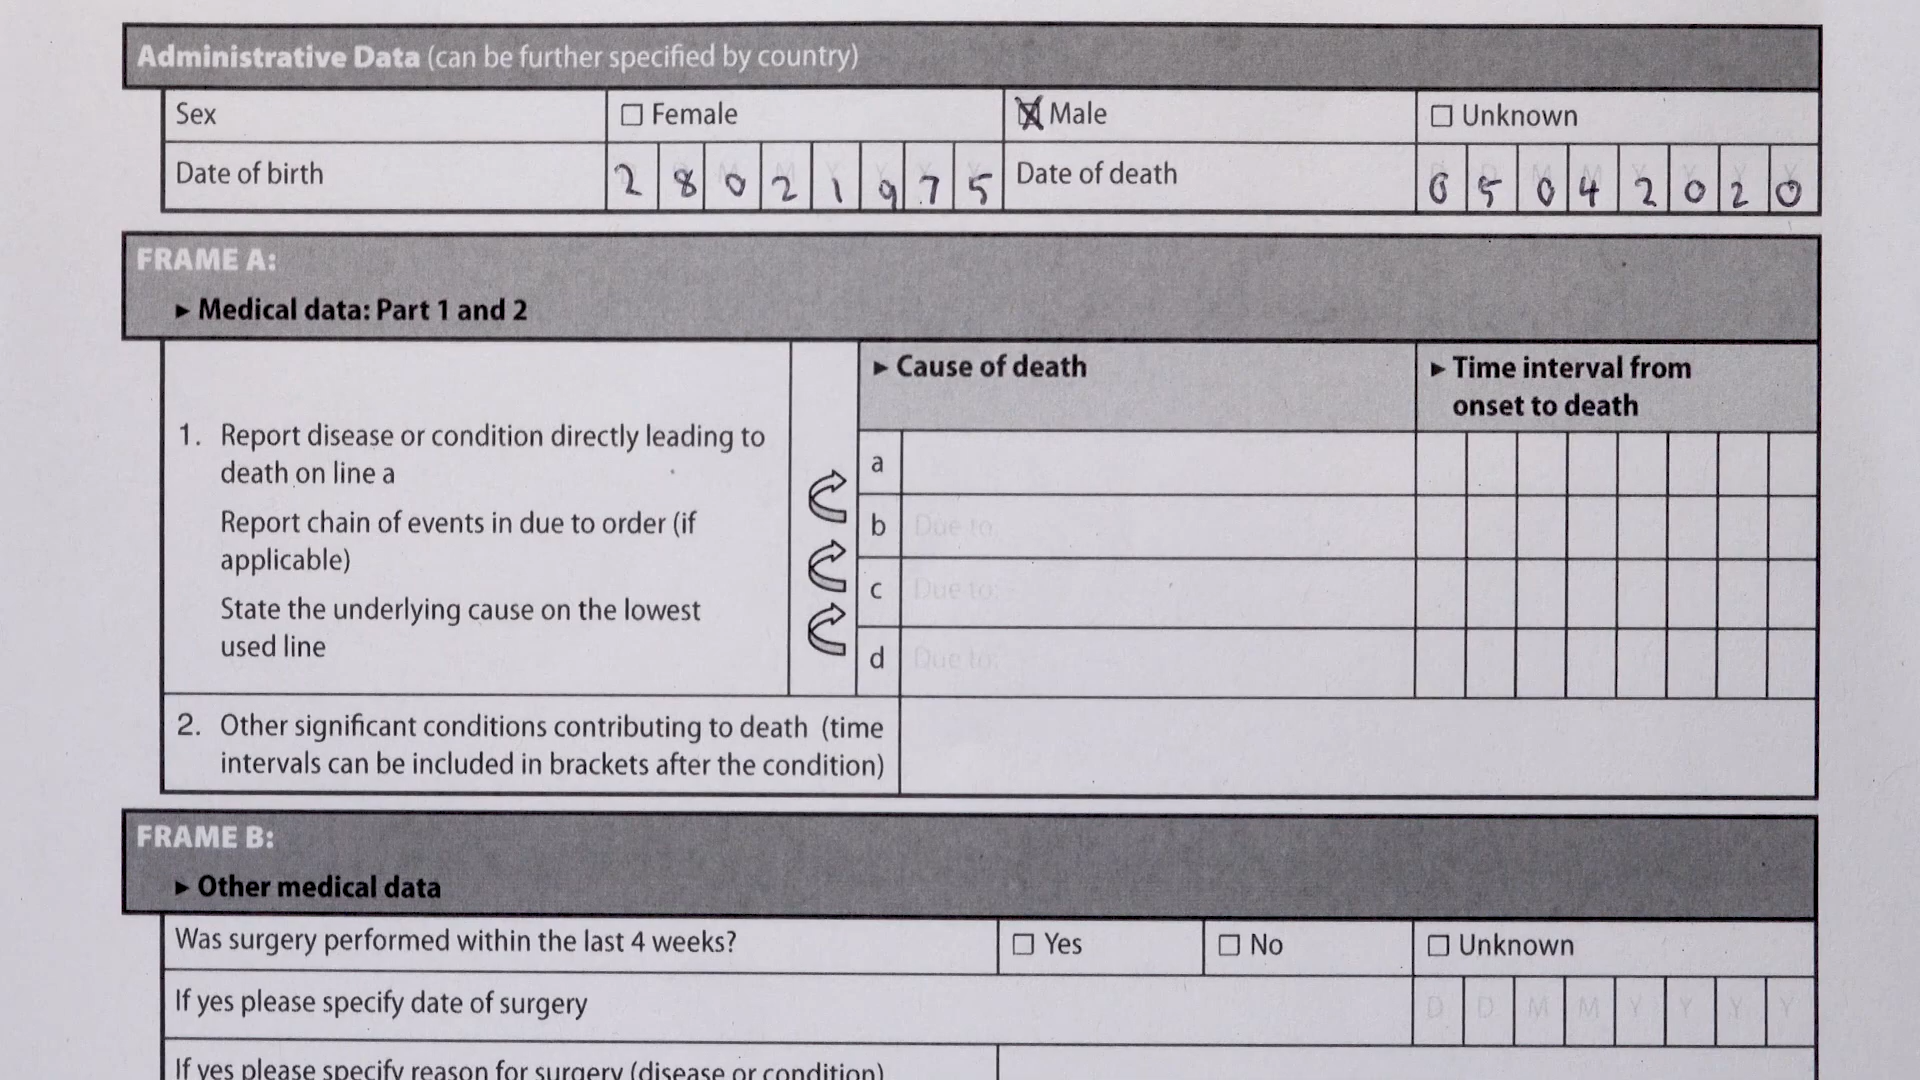 Administrative Data (can be further specified by country)
Sex ☐ Female ☒ Male ☐ Unknown
Date of birth 2 8 0 2 1 9 7 5 Date of death 0 5 0 4 2 0 2 0
FRAME A:
► Medical data: Part 1 and 2
► Cause of death ► Time interval from
onset to death
1. Report disease or condition directly leading to
death on line a
Report chain of events in due to order (if
applicable)
State the underlying cause on the lowest
used line
a
b Due to:
c Due to:
d Due to:
2. Other significant conditions contributing to death (time
intervals can be included in brackets after the condition)
FRAME B:
► Other medical data
Was surgery performed within the last 4 weeks? ☐ Yes ☐ No ☐ Unknown
If yes please specify date of surgery D D M M Y Y Y Y
If yes please specify reason for surgery (disease or condition)